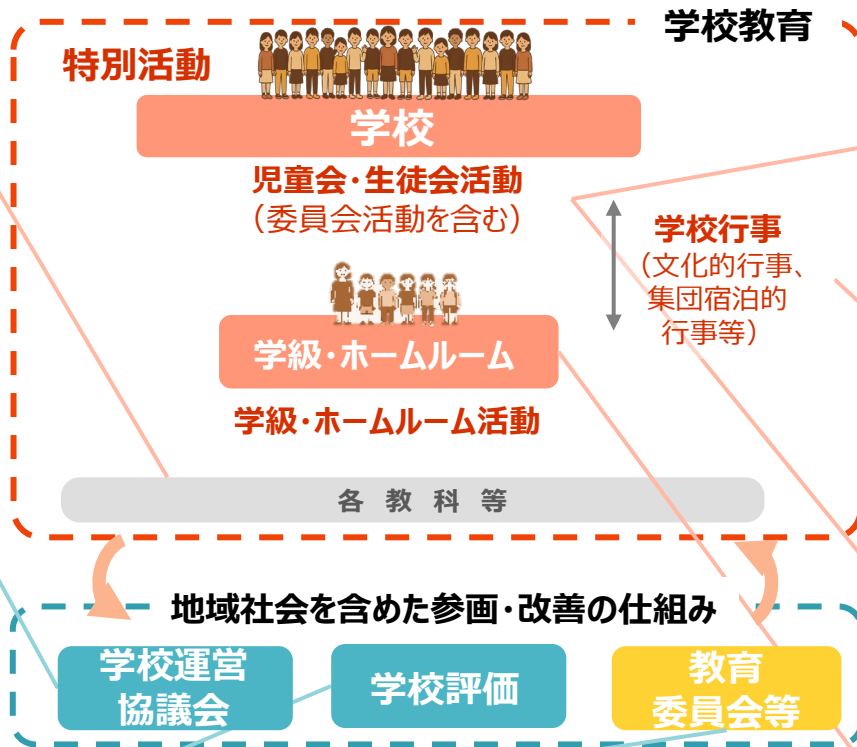 学校教育
特別活動
学校
児童会・生徒会活動
（委員会活動を含む）
学校行事
（文化的行事、
集団宿泊的
行事等）
学級・ホームルーム
学級・ホームルーム活動
各教科等
地域社会を含めた参画・改善の仕組み
学校運営
協議会
学校評価
教育
委員会等